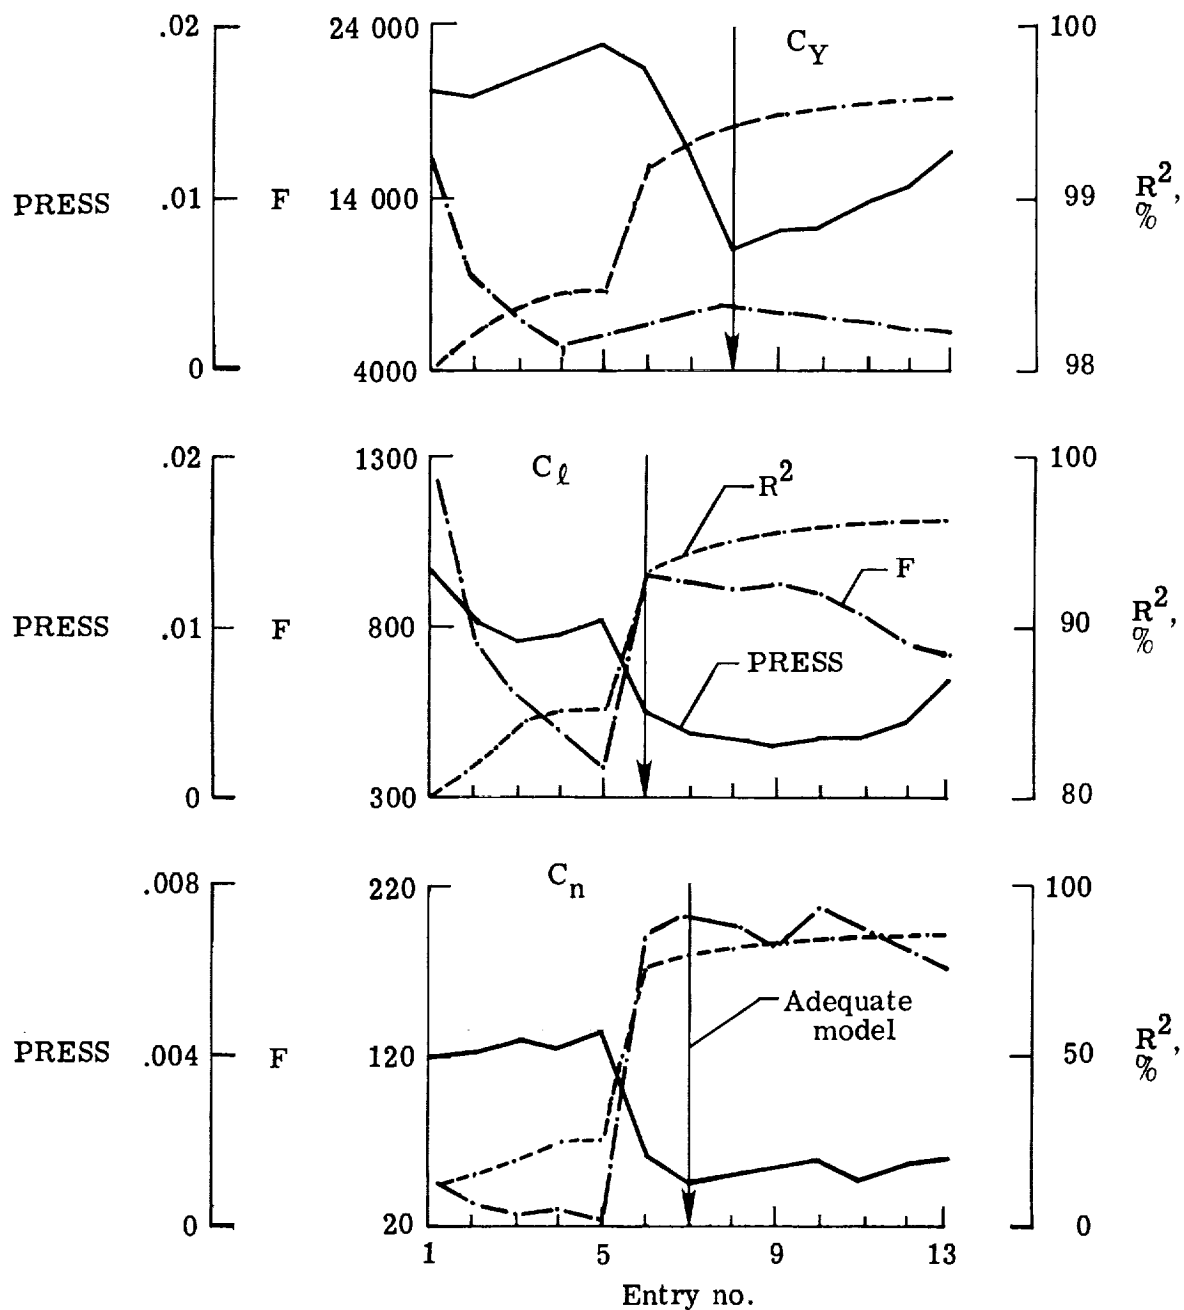 .02
24 000
C_Y
100
PRESS
.01
F
14 000
99
R²,
%
0
4000
98
.02
1300
C_ℓ
R²
100
F
PRESS
.01
F
800
90
R²,
%
PRESS
0
300
80
.008
220
C_n
100
Adequate
model
PRESS
.004
F
120
50
R²,
%
0
20
0
1
5
9
13
Entry no.